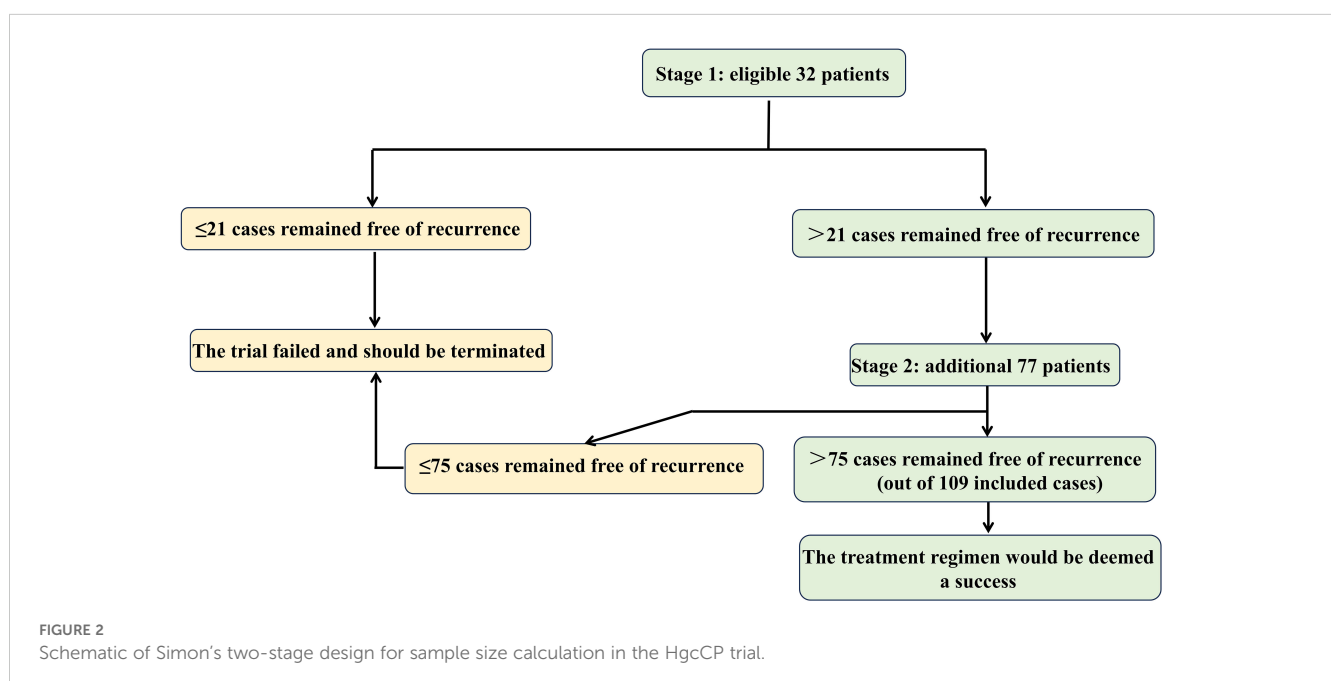 Stage 1: eligible 32 patients
≤21 cases remained free of recurrence
＞21 cases remained free of recurrence
The trial failed and should be terminated
Stage 2: additional 77 patients
≤75 cases remained free of recurrence
＞75 cases remained free of recurrence
(out of 109 included cases)
The treatment regimen would be deemed
a success
FIGURE 2
Schematic of Simon’s two-stage design for sample size calculation in the HgcCP trial.